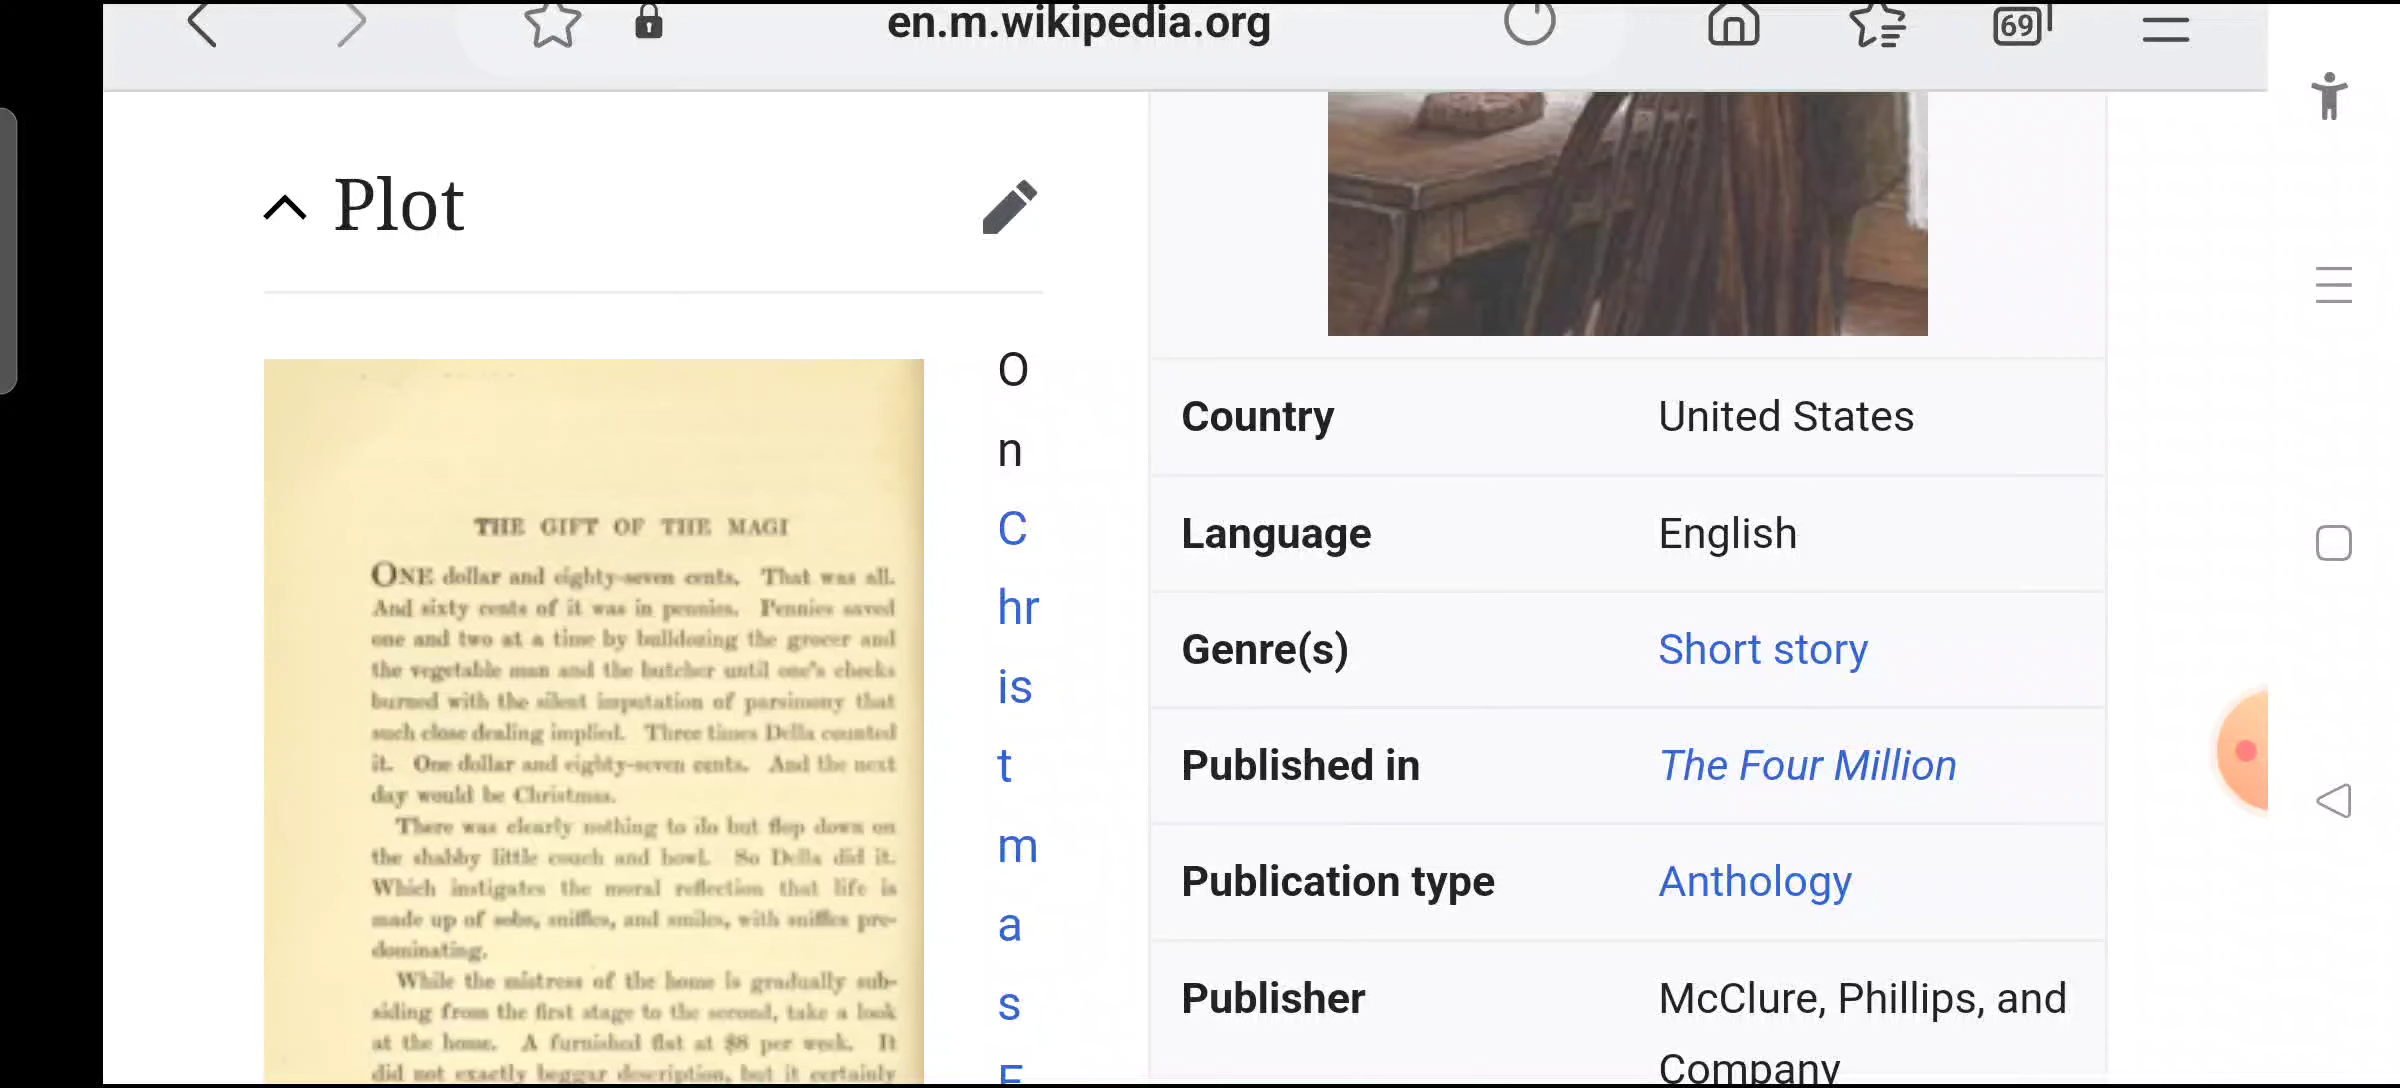 en.m.wikipedia.org
69
Plot
THE GIFT OF THE MAGI
ONE dollar and eighty-seven cents. That was all.
And sixty cents of it was in pennies. Pennies saved
one and two at a time by bulldozing the grocer and
the vegetable man and the butcher until one's cheeks
burned with the silent imputation of parsimony that
such close dealing implied. Three times Della counted
it. One dollar and eighty-seven cents. And the next
day would be Christmas.
There was clearly nothing to do but flop down on
the shabby little couch and howl. So Della did it.
Which instigates the moral reflection that life is
made up of sobs, sniffles, and smiles, with sniffles pre-
dominating.
While the mistress of the home is gradually sub-
siding from the first stage to the second, take a look
at the home. A furnished flat at $8 per week. It
did not exactly beggar description, but it certainly
O
n
C
hr
is
t
m
a
s
E
Country United States
Language English
Genre(s) Short story
Published in The Four Million
Publication type Anthology
Publisher McClure, Phillips, and
Company